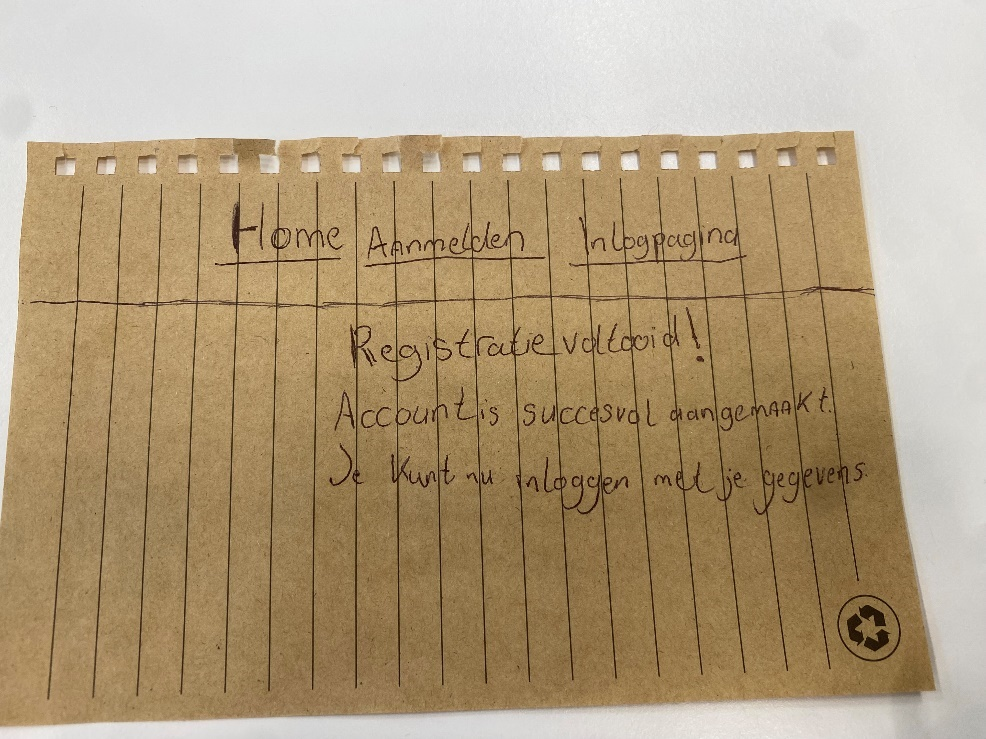 Home Aanmelden Inlogpagina
Registratie voltooid!
Account is succesvol aangemaakt.
Je kunt nu inloggen met je gegevens.